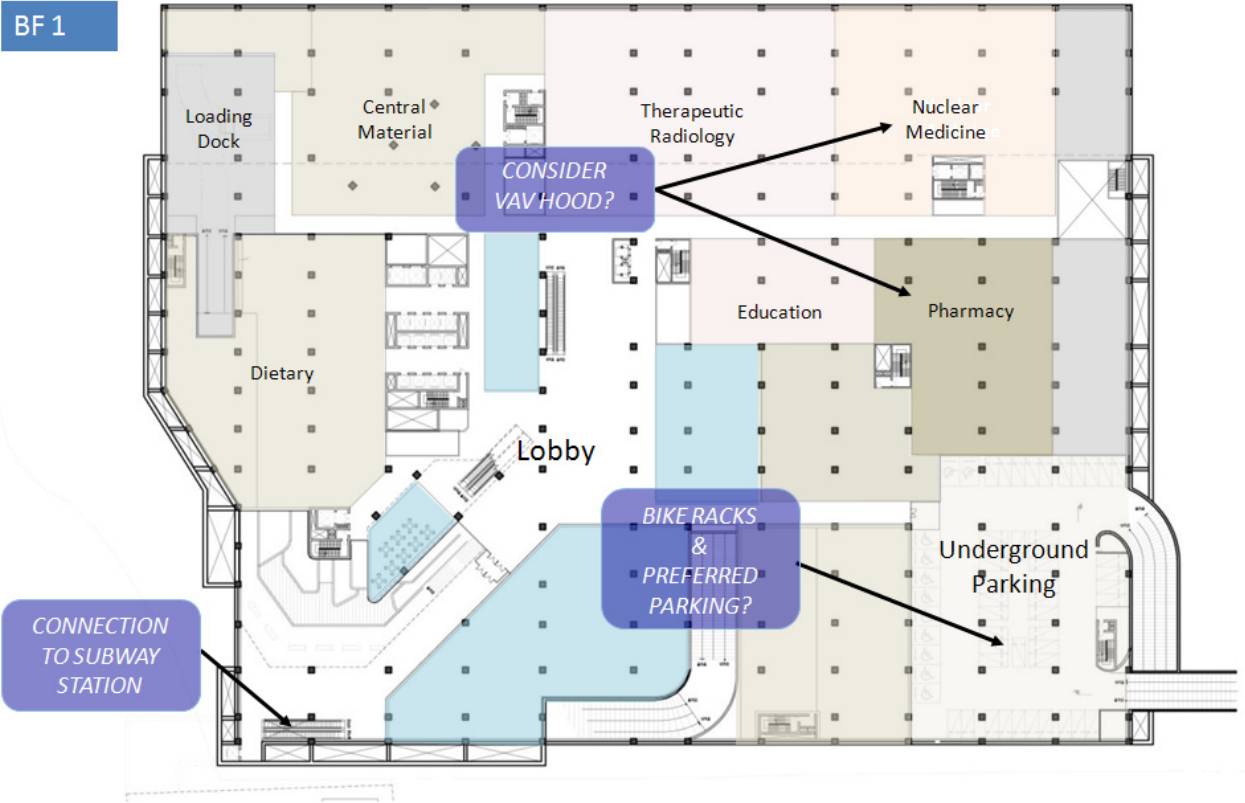 BF 1
Loading
Dock
Central
Material
Therapeutic
Radiology
Nuclear
Medicine
CONSIDER
VAV HOOD?
Education
Pharmacy
Dietary
Lobby
BIKE RACKS
&
PREFERRED
PARKING?
Underground
Parking
CONNECTION
TO SUBWAY
STATION